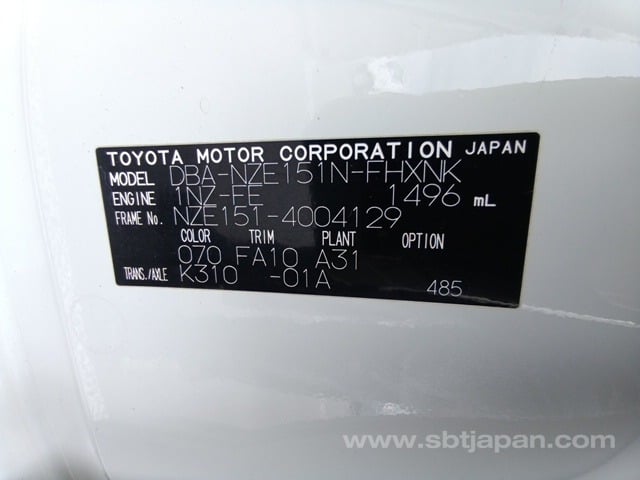 TOYOTA MOTOR CORPORATION JAPAN
MODEL DBA-NZE151N-FHXNK
ENGINE 1NZ-FE 1496 mL
FRAME No. NZE151-4004129
COLOR TRIM PLANT OPTION
070 FA10 A31
TRANS./AXLE K310 -01A
485
www.sbtjapan.com